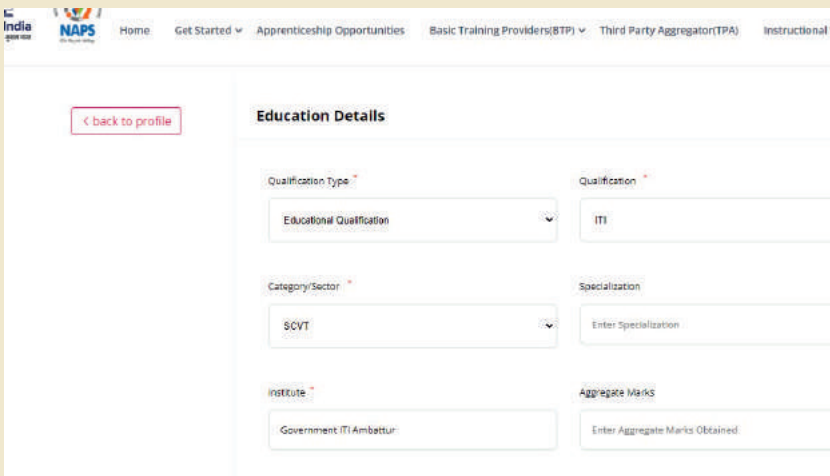 India
NAPS
Home Get Started Apprenticeship Opportunities Basic Training Providers(BTP) Third Party Aggregator(TPA) Instructional
< back to profile
Education Details
Qualification Type * Qualification *
Educational Qualification ITI
Category/Sector * Specialization
SCVT Enter Specialization
Institute * Aggregate Marks
Government ITI Ambattur Enter Aggregate Marks Obtained